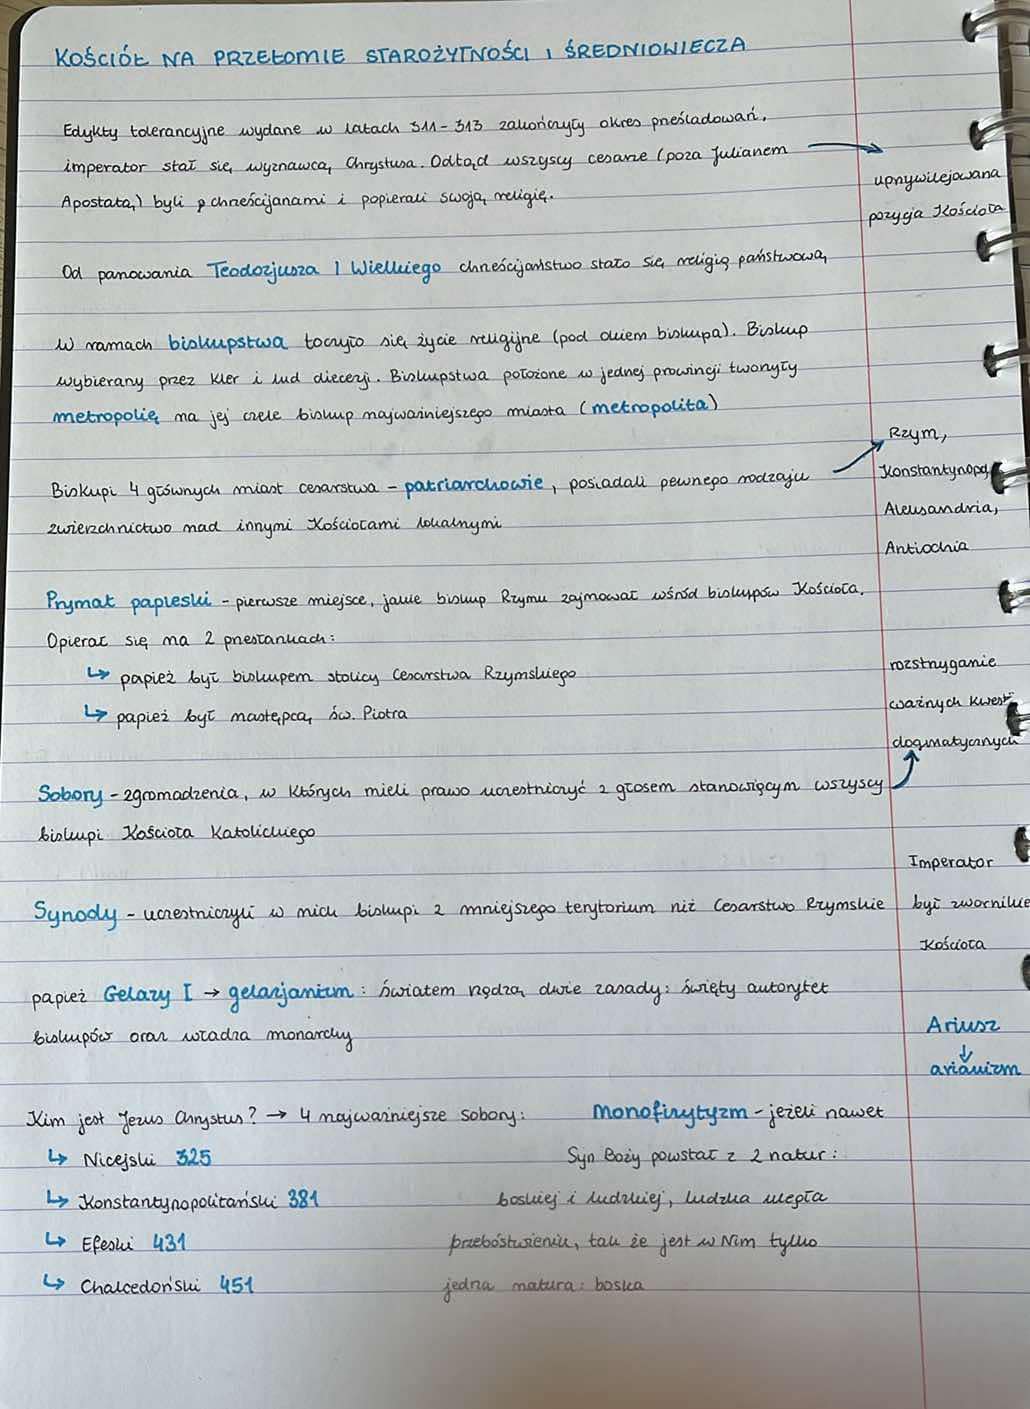 KOŚCIÓŁ NA PRZEŁOMIE STAROŻYTNOŚCI I ŚREDNIOWIECZA
Edykty tolerancyjne wydane w latach 311-313 zakończyły okres prześladowań,
imperator stał się wyznawcą Chrystusa. Odtąd wszyscy cesarze (poza Julianem
Apostatą) byli chrześcijanami i popierali swoją religię.
uprzywilejowana
pozycja Kościoła
Od panowania Teodozjusza I Wielkiego chrześcijaństwo stało się religią państwową
W ramach biskupstwa toczyło się życie religijne (pod okiem biskupa). Biskup
wybierany przez kler i lud diecezji. Biskupstwa położone w jednej prowincji tworzyły
metropolię na jej czele biskup najważniejszego miasta (metropolita)
Biskupi 4 głównych miast cesarstwa - patriarchowie, posiadali pewnego rodzaju
zwierzchnictwo nad innymi Kościołami lokalnymi
Rzym,
Konstantynopol
Aleksandria,
Antiochia
Prymat papieski - pierwsze miejsce, jakie biskup Rzymu zajmował wśród biskupów Kościoła.
Opierał się na 2 przesłankach:
↳ papież był biskupem stolicy Cesarstwa Rzymskiego
↳ papież był następcą św. Piotra
rozstrzyganie
ważnych kwestii
dogmatycznych
Sobory - zgromadzenia, w których mieli prawo uczestniczyć z głosem stanowiącym wszyscy
biskupi Kościoła Katolickiego
Synody - uczestniczyli w nich biskupi z mniejszego terytorium niż Cesarstwo Rzymskie
Imperator
być zwornikiem
Kościoła
papież Gelazy I → gelazjanizm: światem rządzą dwie zasady: święty autorytet
biskupów oraz władza monarchy
Ariusz
↓
arianizm
Kim jest Jezus Chrystus? → 4 najważniejsze sobory:
↳ Nicejski 325
↳ Konstantynopolitański 381
↳ Efeski 431
↳ Chalcedoński 451
Monofizytyzm - jeżeli nawet
Syn Boży powstał z 2 natur:
boskiej i ludzkiej, ludzka uległa
przebóstwieniu, tak że jest w Nim tylko
jedna natura: boska